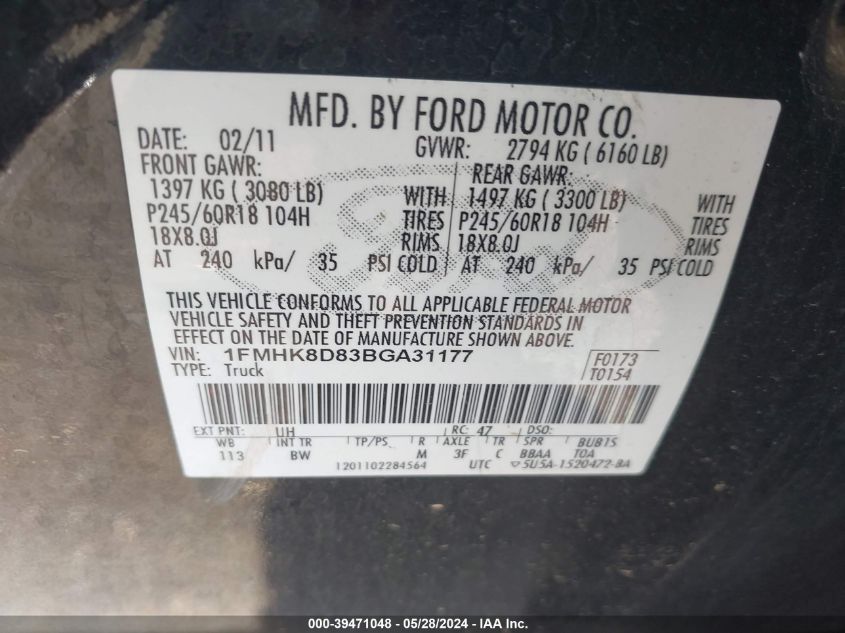 MFD. BY FORD MOTOR CO.
DATE: 02/11 GVWR: 2794 KG ( 6160 LB)
FRONT GAWR: REAR GAWR:
1397 KG ( 3080 LB) WITH 1497 KG ( 3300 LB) WITH
P245/60R18 104H TIRES P245/60R18 104H TIRES
18X8.0J RIMS 18X8.0J RIMS
AT 240 kPa/ 35 PSI COLD AT 240 kPa/ 35 PSI COLD
Ford
THIS VEHICLE CONFORMS TO ALL APPLICABLE FEDERAL MOTOR
VEHICLE SAFETY AND THEFT PREVENTION STANDARDS IN
EFFECT ON THE DATE OF MANUFACTURE SHOWN ABOVE.
VIN: 1FMHK8D83BGA31177 F0173
TYPE: Truck T0154
EXT PNT: UH RC: 47 DSO:
WB INT TR TP/PS R AXLE TR SPR BUB1S
113 BW M 3F C BBAA TOA
1201102284564 UTC ▽5U5A-1520472-BA
000-39471048 - 05/28/2024 - IAA Inc.